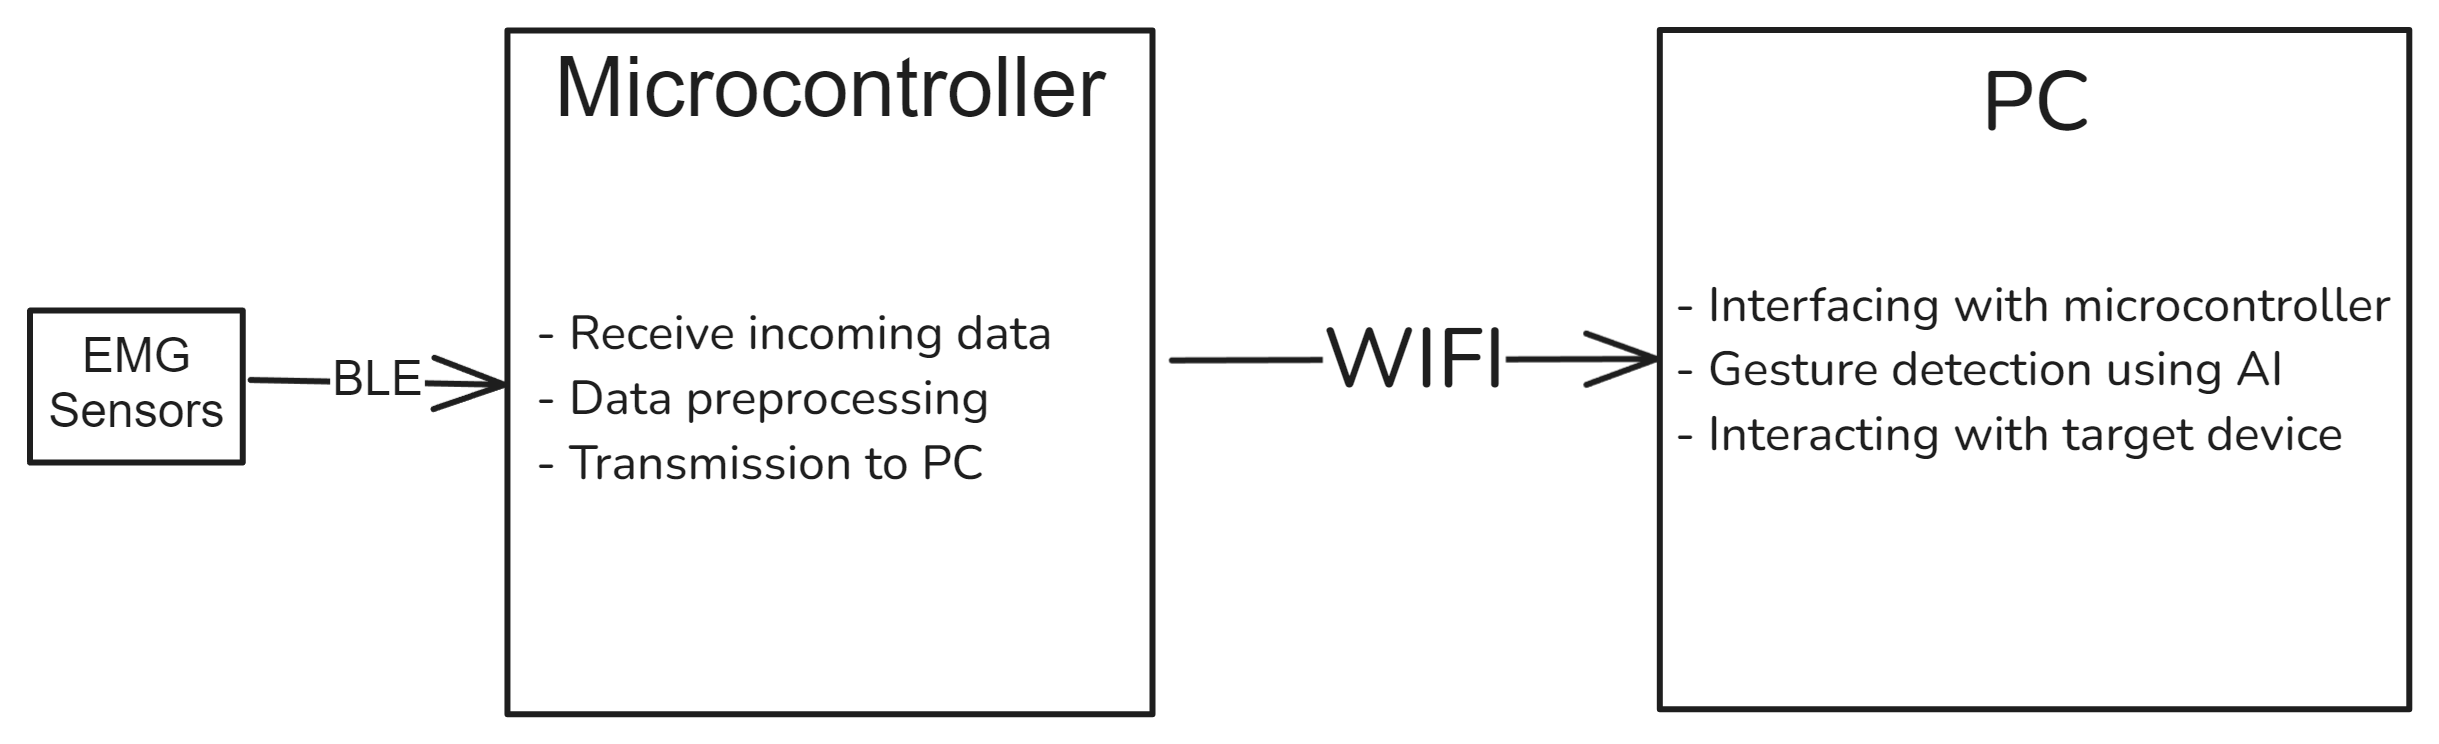 EMG
Sensors
BLE
Microcontroller
- Receive incoming data
- Data preprocessing
- Transmission to PC
WIFI
PC
- Interfacing with microcontroller
- Gesture detection using AI
- Interacting with target device